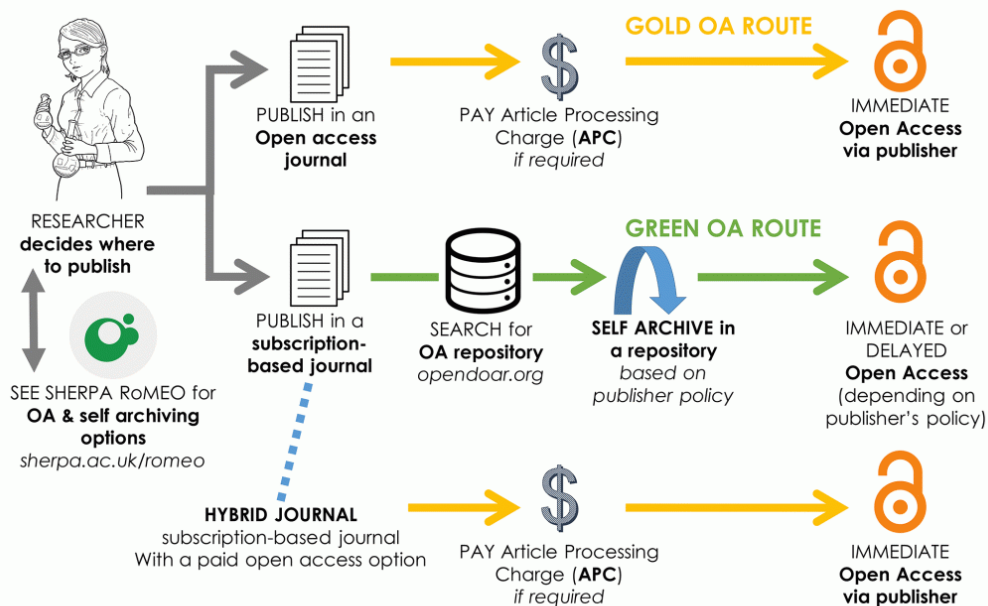 GOLD OA ROUTE
PUBLISH in an
Open access
journal
PAY Article Processing
Charge (APC)
if required
IMMEDIATE
Open Access
via publisher
RESEARCHER
decides where
to publish
GREEN OA ROUTE
PUBLISH in a
subscription-
based journal
SEARCH for
OA repository
opendoar.org
SELF ARCHIVE in
a repository
based on
publisher policy
IMMEDIATE or
DELAYED
Open Access
(depending on
publisher's policy)
SEE SHERPA RoMEO for
OA & self archiving
options
sherpa.ac.uk/romeo
HYBRID JOURNAL
subscription-based journal
With a paid open access option
PAY Article Processing
Charge (APC)
if required
IMMEDIATE
Open Access
via publisher